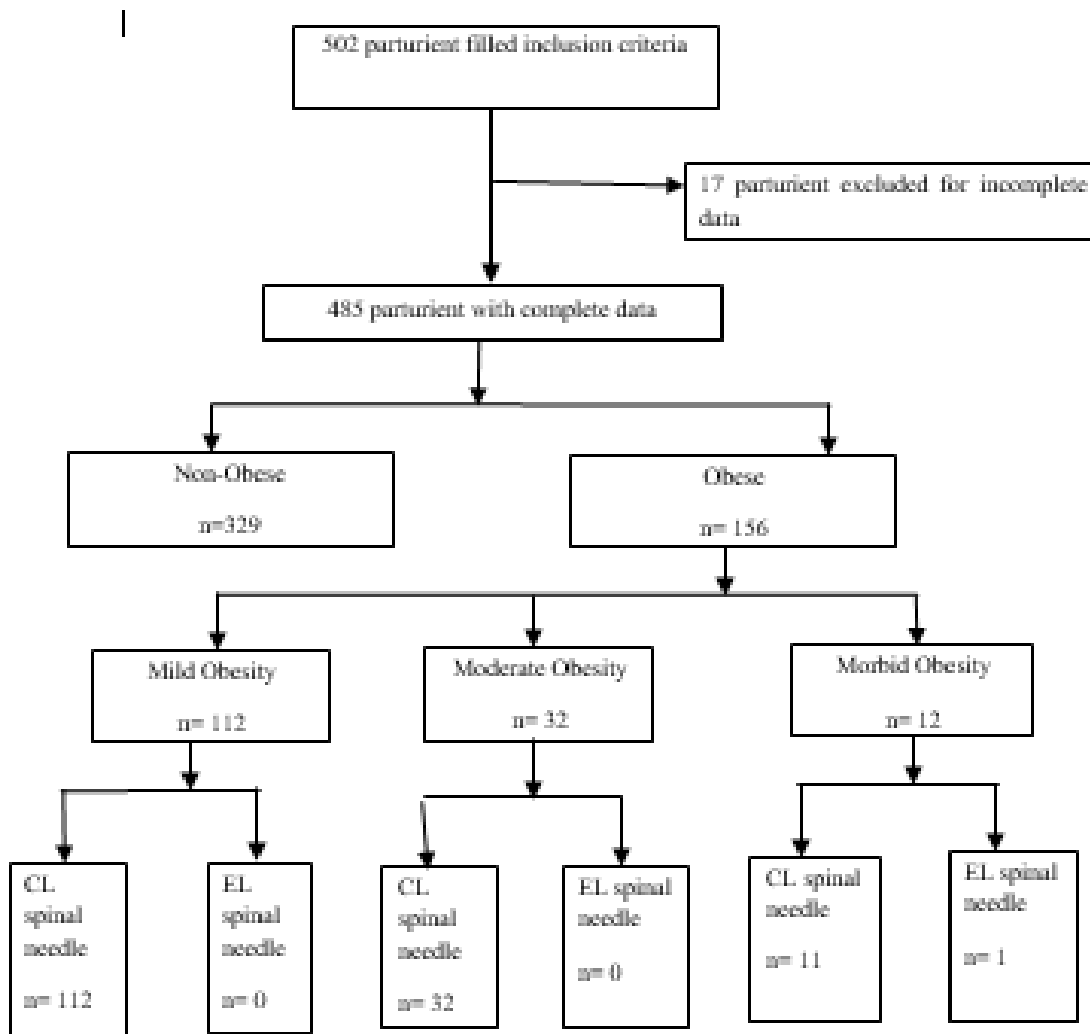 502 parturient filled inclusion criteria
17 parturient excluded for incomplete
data
485 parturient with complete data
Non-Obese
n=329
Obese
n= 156
Mild Obesity
n= 112
Moderate Obesity
n= 32
Morbid Obesity
n= 12
CL
spinal
needle
n= 112
EL
spinal
needle
n= 0
CL
spinal
needle
n= 32
EL spinal
needle
n= 0
CL spinal
needle
n= 11
EL spinal
needle
n= 1